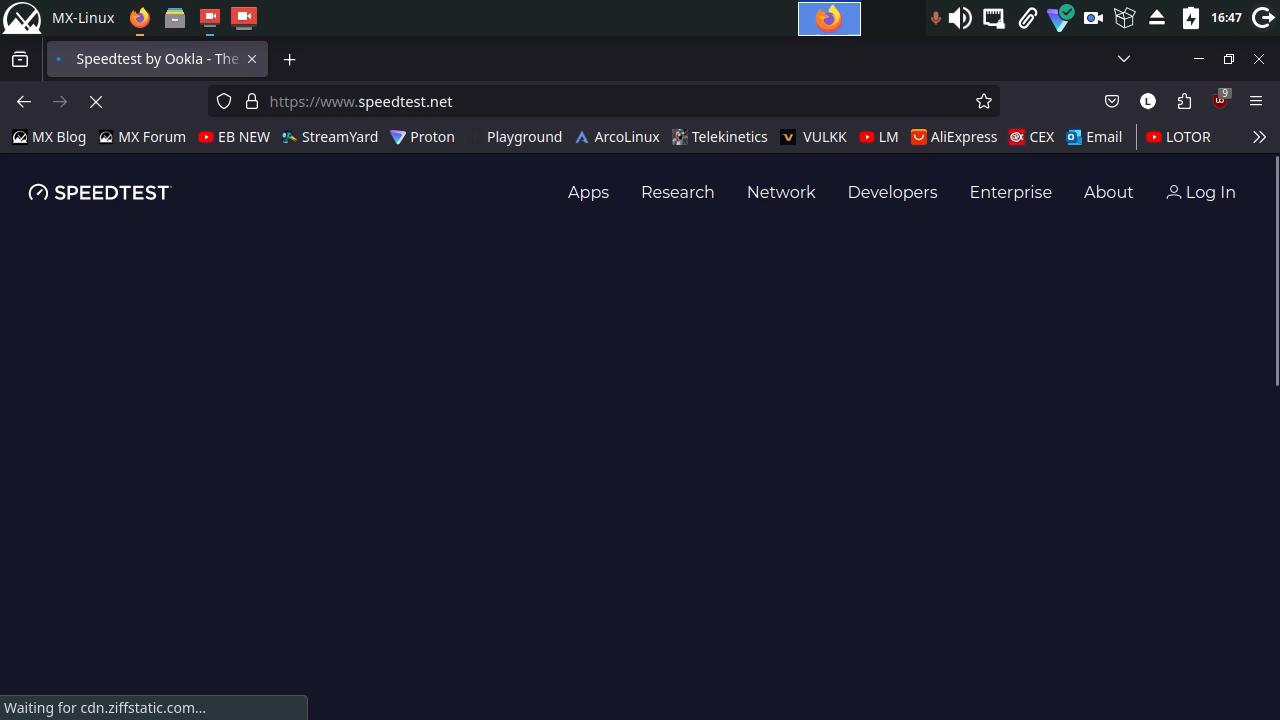 MX-Linux
16:47
Speedtest by Ookla - The
https://www.speedtest.net
L
9
MX Blog MX Forum EB NEW StreamYard Proton Playground ArcoLinux Telekinetics VULKK LM AliExpress CEX Email LOTOR
SPEEDTEST Apps Research Network Developers Enterprise About Log In
Waiting for cdn.ziffstatic.com...